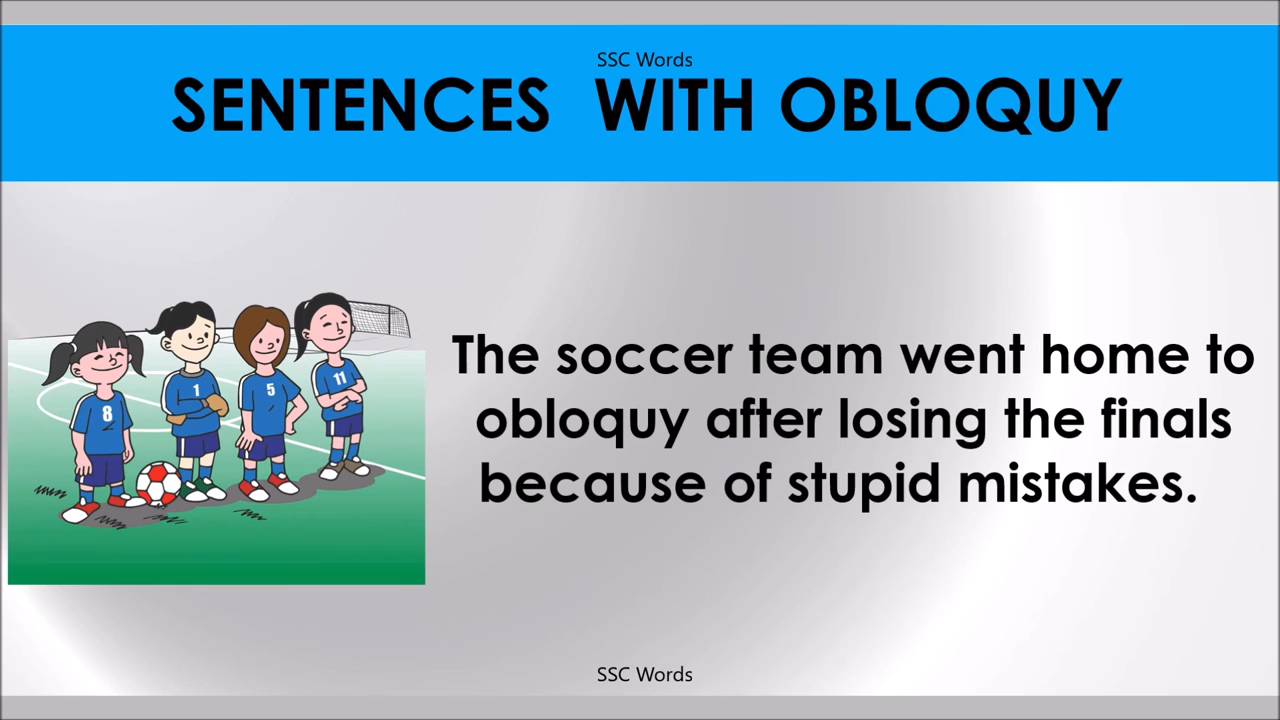 SSC Words
SENTENCES WITH OBLOQUY
8
1
5
11
The soccer team went home to
obloquy after losing the finals
because of stupid mistakes.
SSC Words